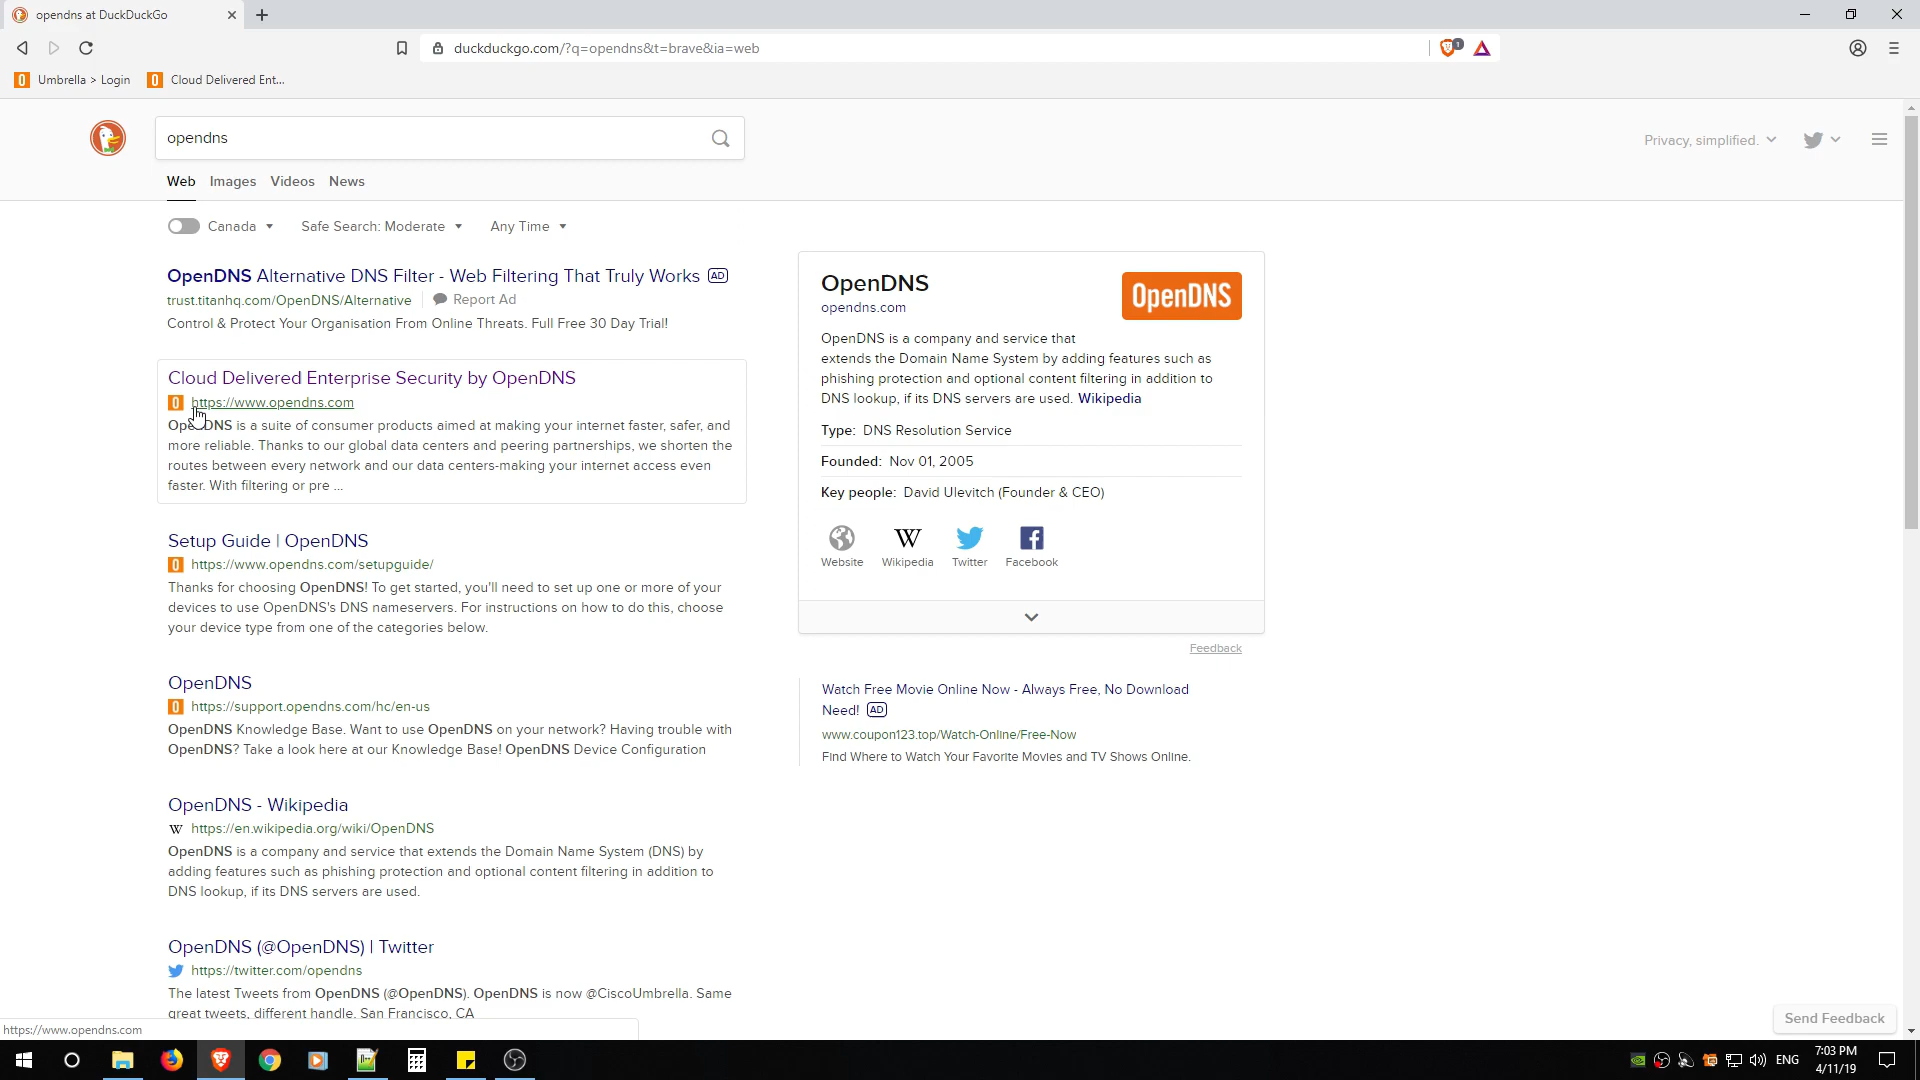 opendns at DuckDuckGo
duckduckgo.com/?q=opendns&t=brave&ia=web
1
Umbrella > Login
Cloud Delivered Ent...
opendns
Privacy, simplified.
Web Images Videos News
Canada Safe Search: Moderate Any Time
OpenDNS Alternative DNS Filter - Web Filtering That Truly Works AD
trust.titanhq.com/OpenDNS/Alternative Report Ad
Control & Protect Your Organisation From Online Threats. Full Free 30 Day Trial!
Cloud Delivered Enterprise Security by OpenDNS
https://www.opendns.com
OpenDNS is a suite of consumer products aimed at making your internet faster, safer, and
more reliable. Thanks to our global data centers and peering partnerships, we shorten the
routes between every network and our data centers-making your internet access even
faster. With filtering or pre ...
Setup Guide | OpenDNS
https://www.opendns.com/setupguide/
Thanks for choosing OpenDNS! To get started, you'll need to set up one or more of your
devices to use OpenDNS's DNS nameservers. For instructions on how to do this, choose
your device type from one of the categories below.
OpenDNS
https://support.opendns.com/hc/en-us
OpenDNS Knowledge Base. Want to use OpenDNS on your network? Having trouble with
OpenDNS? Take a look here at our Knowledge Base! OpenDNS Device Configuration
OpenDNS - Wikipedia
W https://en.wikipedia.org/wiki/OpenDNS
OpenDNS is a company and service that extends the Domain Name System (DNS) by
adding features such as phishing protection and optional content filtering in addition to
DNS lookup, if its DNS servers are used.
OpenDNS (@OpenDNS) | Twitter
https://twitter.com/opendns
The latest Tweets from OpenDNS (@OpenDNS). OpenDNS is now @CiscoUmbrella. Same
great tweets, different handle. San Francisco, CA
OpenDNS
opendns.com
OpenDNS
OpenDNS is a company and service that
extends the Domain Name System by adding features such as
phishing protection and optional content filtering in addition to
DNS lookup, if its DNS servers are used. Wikipedia
Type: DNS Resolution Service
Founded: Nov 01, 2005
Key people: David Ulevitch (Founder & CEO)
W
Website Wikipedia Twitter Facebook
Feedback
Watch Free Movie Online Now - Always Free, No Download
Need! AD
www.coupon123.top/Watch-Online/Free-Now
Find Where to Watch Your Favorite Movies and TV Shows Online.
Send Feedback
https://www.opendns.com
ENG
7:03 PM
4/11/19